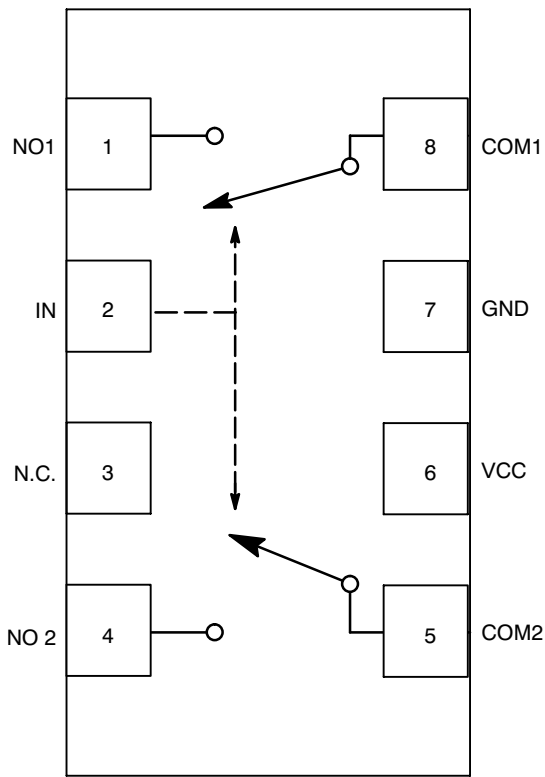 NO1 1 8 COM1
IN 2 7 GND
N.C. 3 6 VCC
NO 2 4 5 COM2